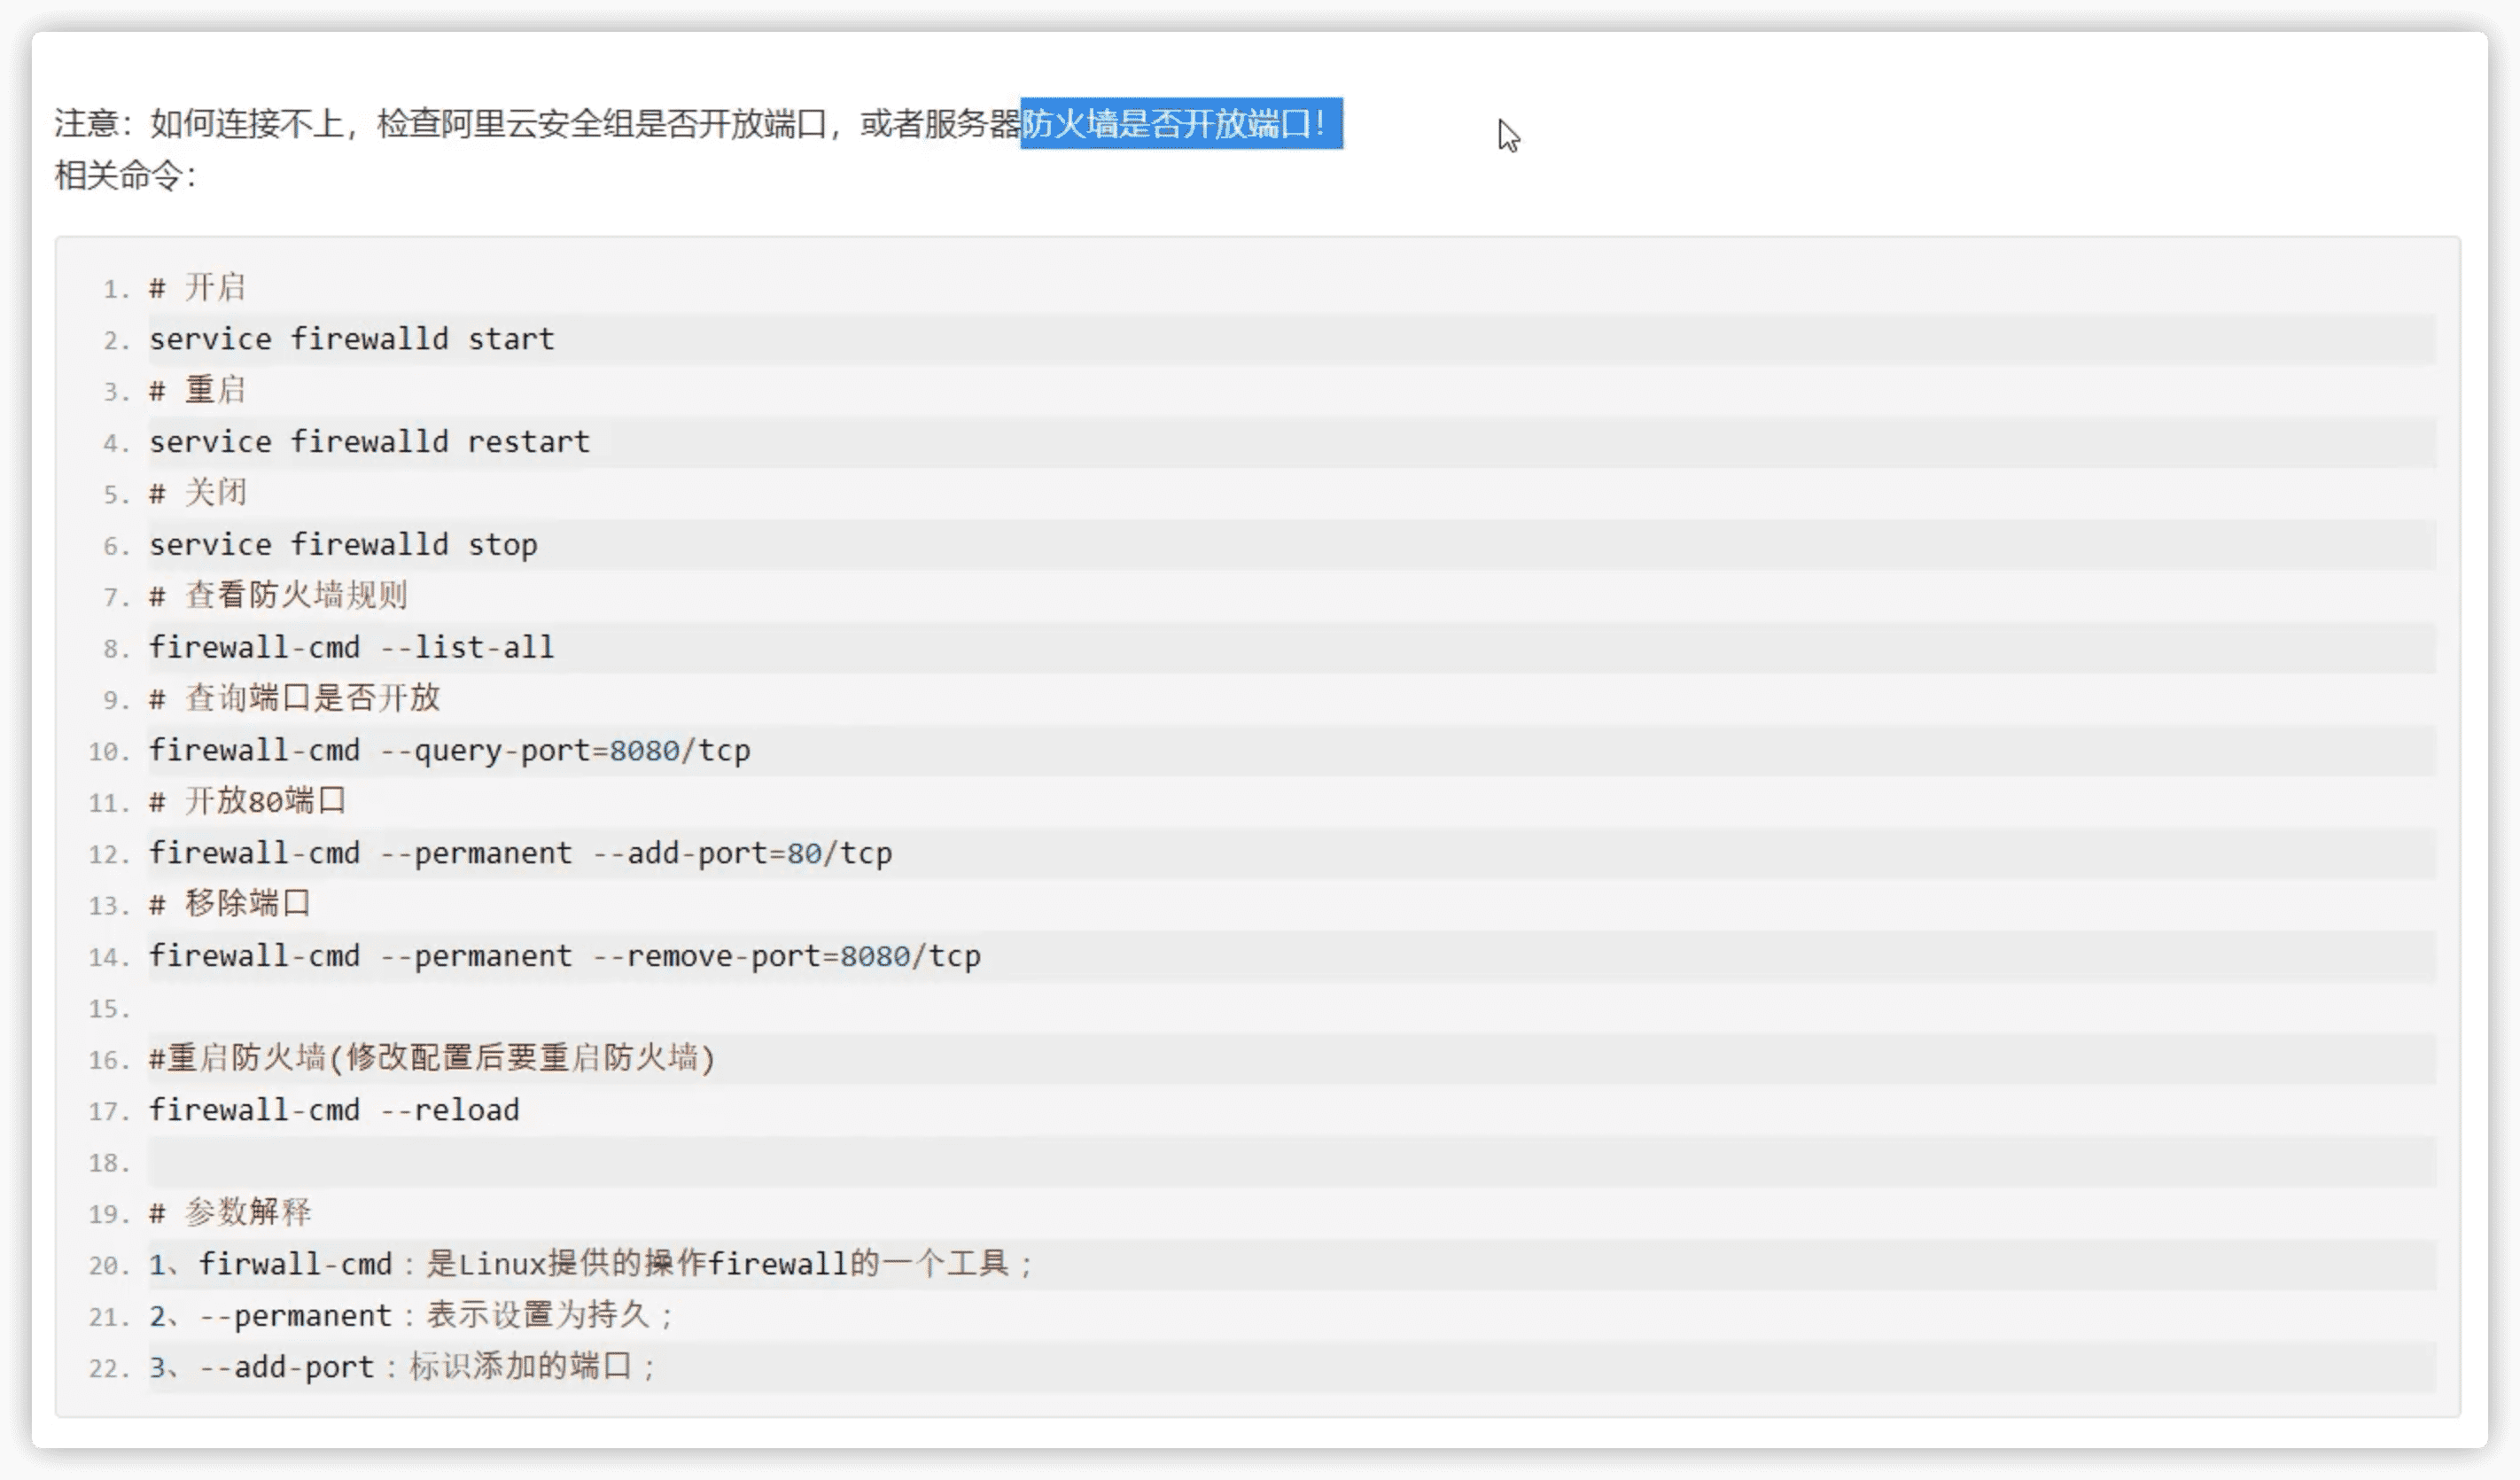 注意：如何连接不上，检查阿里云安全组是否开放端口，或者服务器防火墙是否开放端口！
相关命令：
1. # 开启
2. service firewalld start
3. # 重启
4. service firewalld restart
5. # 关闭
6. service firewalld stop
7. # 查看防火墙规则
8. firewall-cmd --list-all
9. # 查询端口是否开放
10. firewall-cmd --query-port=8080/tcp
11. # 开放80端口
12. firewall-cmd --permanent --add-port=80/tcp
13. # 移除端口
14. firewall-cmd --permanent --remove-port=8080/tcp
15.
16. #重启防火墙(修改配置后要重启防火墙)
17. firewall-cmd --reload
18.
19. # 参数解释
20. 1、firwall-cmd：是Linux提供的操作firewall的一个工具；
21. 2、--permanent：表示设置为持久；
22. 3、--add-port：标识添加的端口；